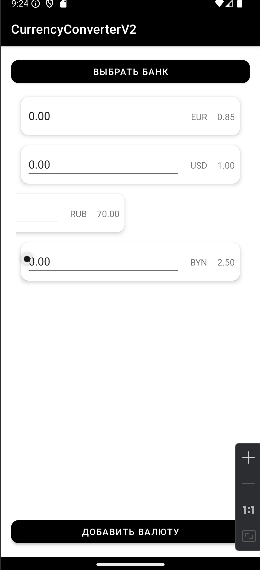 9:24
CurrencyConverterV2
ВЫБРАТЬ БАНК
0.00 EUR 0.85
0.00 USD 1.00
RUB 70.00
0.00 BYN 2.50
1:1
ДОБАВИТЬ ВАЛЮТУ